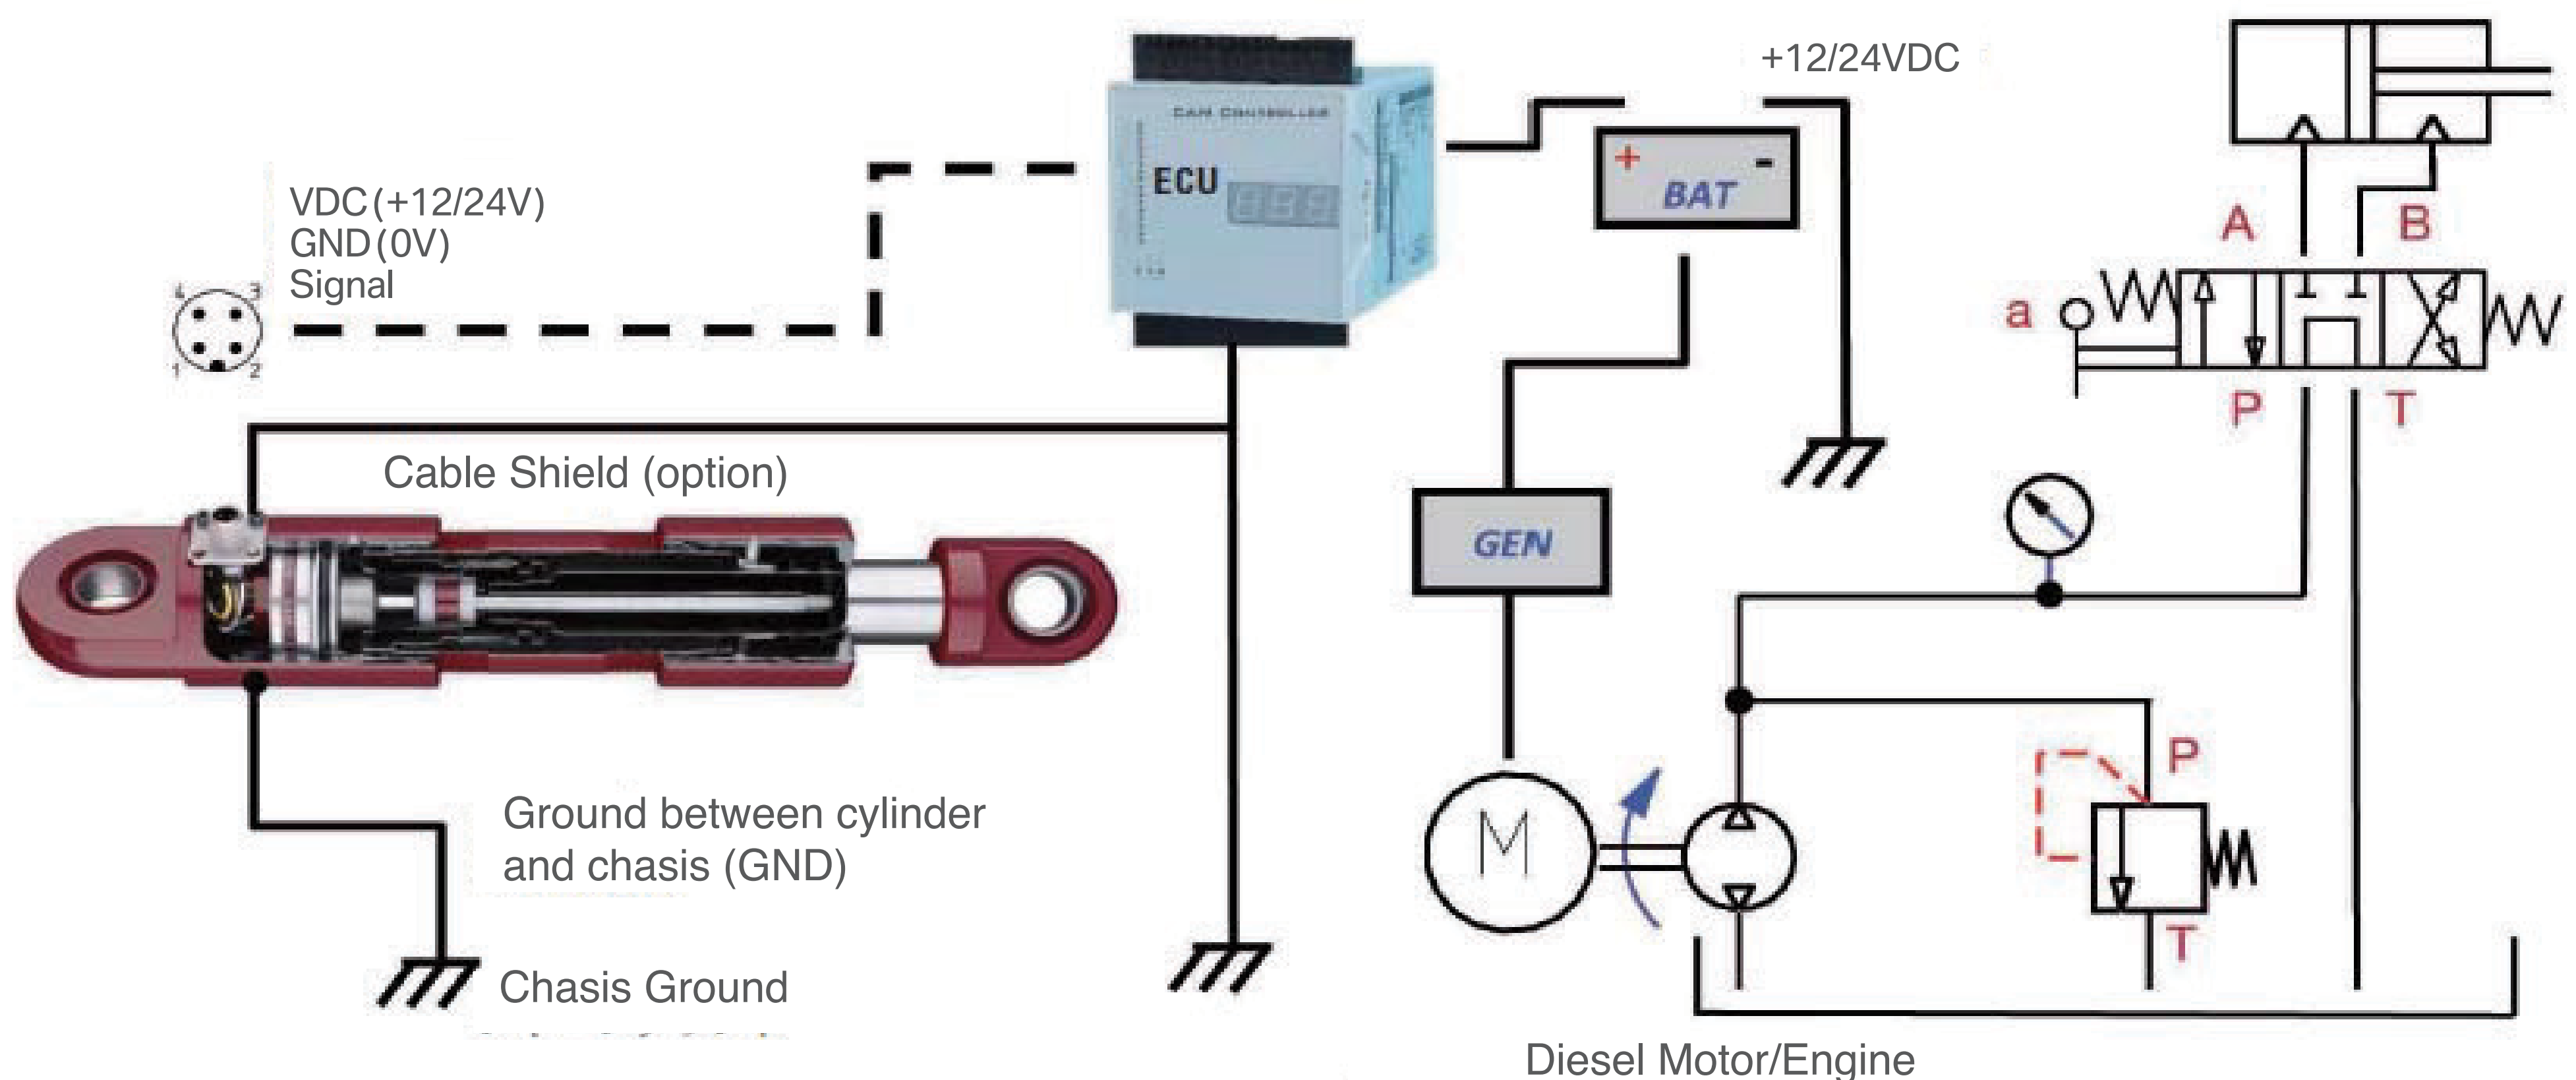 +12/24VDC
CAM CONTROLLER
ECU
VDC(+12/24V)
GND(0V)
Signal
4 3
1 2
+ -
BAT
A B
a
P T
Cable Shield (option)
GEN
M
P
T
Ground between cylinder
and chasis (GND)
Chasis Ground
Diesel Motor/Engine